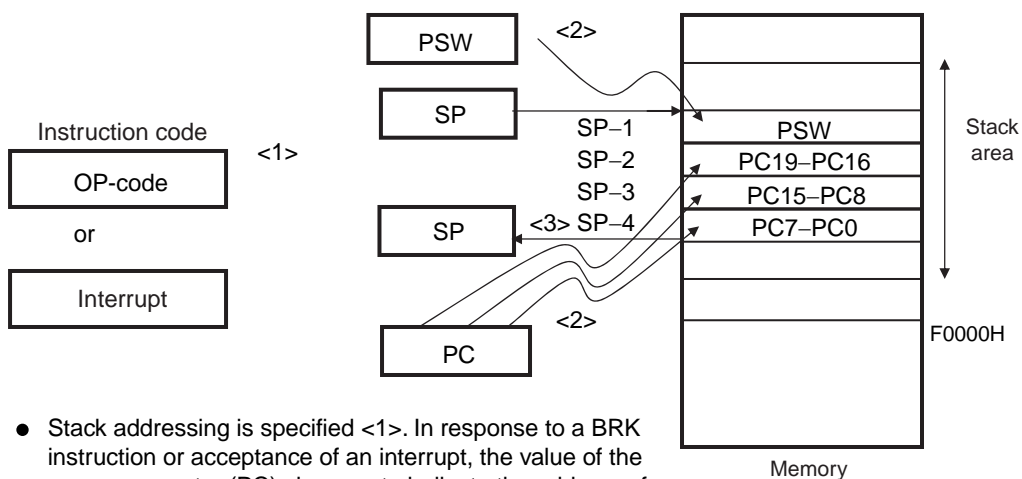 PSW
<2>
SP
SP–1
SP–2
SP–3
<3> SP–4
Instruction code
<1>
OP-code
or
Interrupt
SP
PC
<2>
PSW
PC19–PC16
PC15–PC8
PC7–PC0
Stack
area
F0000H
Memory
● Stack addressing is specified <1>. In response to a BRK
instruction or acceptance of an interrupt, the value of the